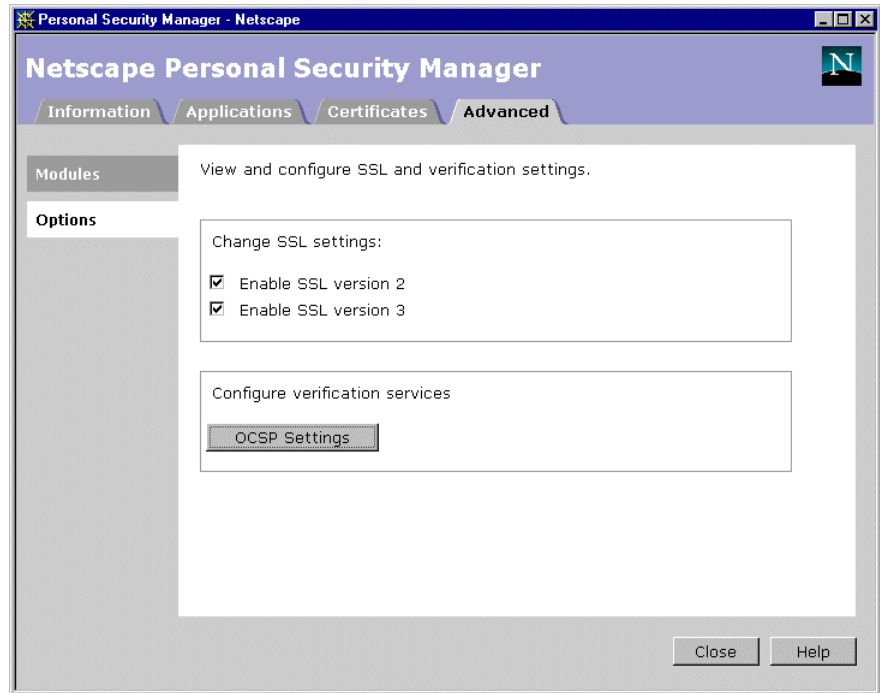 Personal Security Manager - Netscape
Netscape Personal Security Manager
N
Information Applications Certificates Advanced
Modules
Options
View and configure SSL and verification settings.
Change SSL settings:
Enable SSL version 2
Enable SSL version 3
Configure verification services
OCSP Settings
Close Help